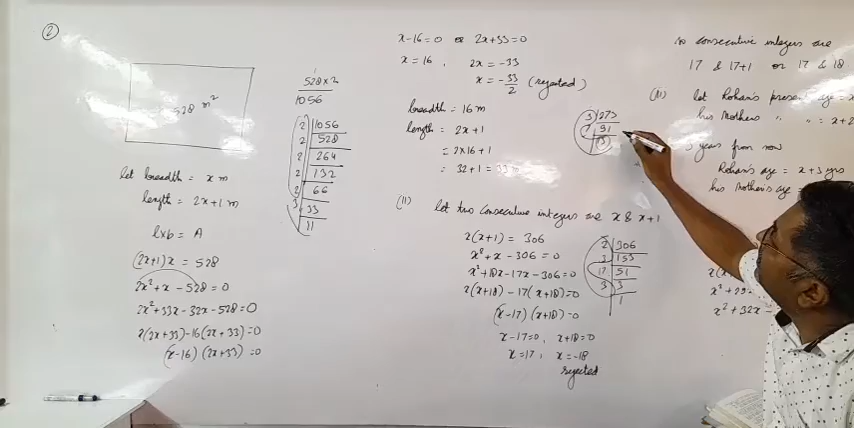 2
528 m²
528 x 2
1056
2 | 1056
2 | 528
2 | 264
2 | 132
2 | 66
3 | 33
11
let breadth = x m
length = 2x+1 m
l x b = A
(2x+1)x = 528
2x² + x - 528 = 0
2x² + 33x - 32x - 528 = 0
x(2x+33) - 16(2x+33) = 0
(x-16) (2x+33) = 0
x-16 = 0 or 2x+33 = 0
x = 16, 2x = -33
x = -33/2 (rejected)
breadth = 16 m
length = 2x+1
= 2x16+1
= 32+1 = 33 m
3 | 273
7 | 91
13
(II) let two consecutive integers are x & x+1
x(x+1) = 306
x² + x - 306 = 0
x² + 18x - 17x - 306 = 0
x(x+18) - 17(x+18) = 0
(x-17) (x+18) = 0
x-17 = 0, x+18 = 0
x = 17, x = -18
rejected
2 | 306
3 | 153
17 | 51
3 | 3
1
so consecutive integers are
17 & 17+1 or 17 & 18
(III) let Rohan's present age = x
his Mothers " " = x+2
3 years from now
Rohan's age = x+3 yrs
his Mother's age =
x² + 32x -